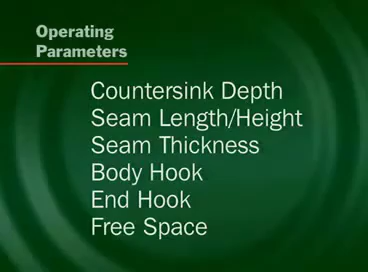 Operating
Parameters
Countersink Depth
Seam Length/Height
Seam Thickness
Body Hook
End Hook
Free Space